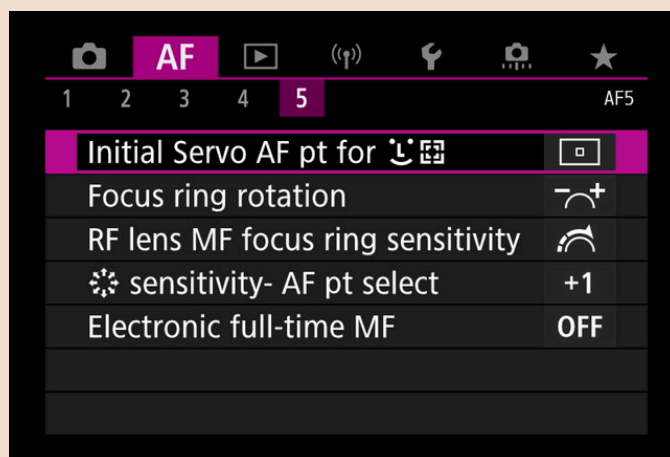 AF
1 2 3 4 5 AF5
Initial Servo AF pt for
Focus ring rotation
RF lens MF focus ring sensitivity
sensitivity- AF pt select +1
Electronic full-time MF OFF